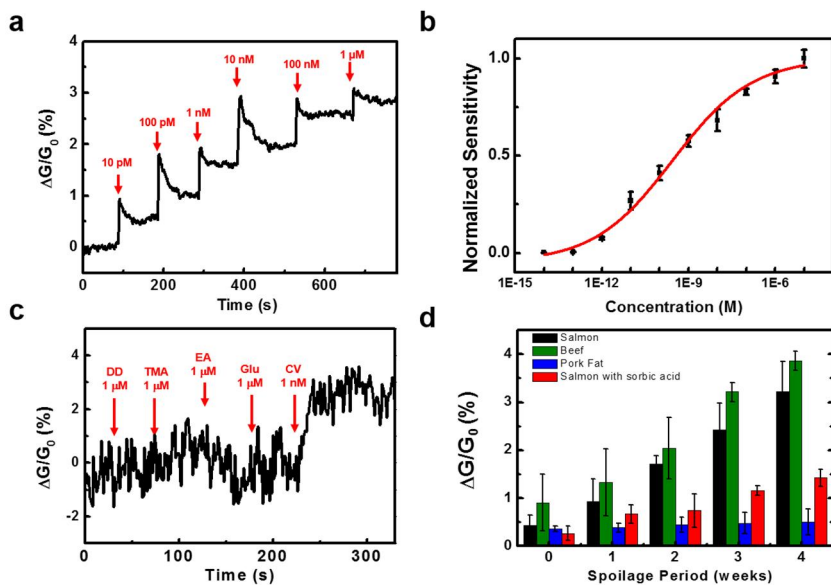 a
ΔG/G0 (%)
4
3
2
1
0
10 pM
100 pM
1 nM
10 nM
100 nM
1 µM
0
200
400
600
Time (s)
b
Normalized Sensitivity
1.0
0.5
0.0
1E-15
1E-12
1E-9
1E-6
Concentration (M)
c
ΔG/G0 (%)
6
4
2
0
-2
DD
1 µM
TMA
1 µM
EA
1 µM
Glu
1 µM
CV
1 nM
0
100
200
300
Time (s)
d
ΔG/G0 (%)
4
3
2
1
0
Salmon
Beef
Pork Fat
Salmon with sorbic acid
0
1
2
3
4
Spoilage Period (weeks)